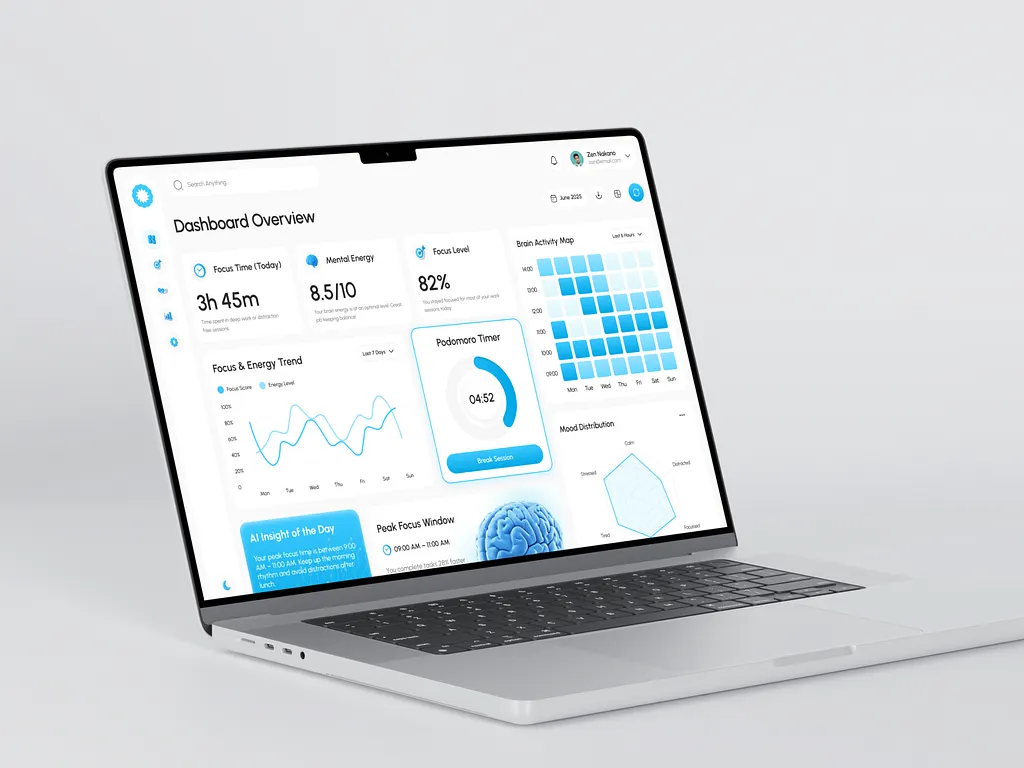 Search Anything..
Zen Nakano
zen@email.com
Dashboard Overview
June 2025
Focus Time (Today)
3h 45m
Time spent in deep work or distraction
free sessions.
Mental Energy
8.5/10
Your brain energy is at an optimal level. Great
job keeping balance!
Focus Level
82%
You stayed focused for most of your work
sessions today.
Brain Activity Map
Last 6 Hours
14:00
13:00
12:00
11:00
10:00
09:00
Mon Tue Wed Thu Fri Sat Sun
Focus & Energy Trend
Last 7 Days
Focus Score
Energy Level
100%
80%
60%
40%
20%
0
Mon Tue Wed Thu Fri Sat Sun
Podomoro Timer
04:52
Break Session
Mood Distribution
Calm
Stressed
Distracted
Tired
Focused
AI Insight of the Day
Your peak focus time is between 9:00
AM – 11:00 AM. Keep up the morning
rhythm and avoid distractions after
lunch.
Peak Focus Window
09:00 AM – 11:00 AM
You complete tasks 28% faster